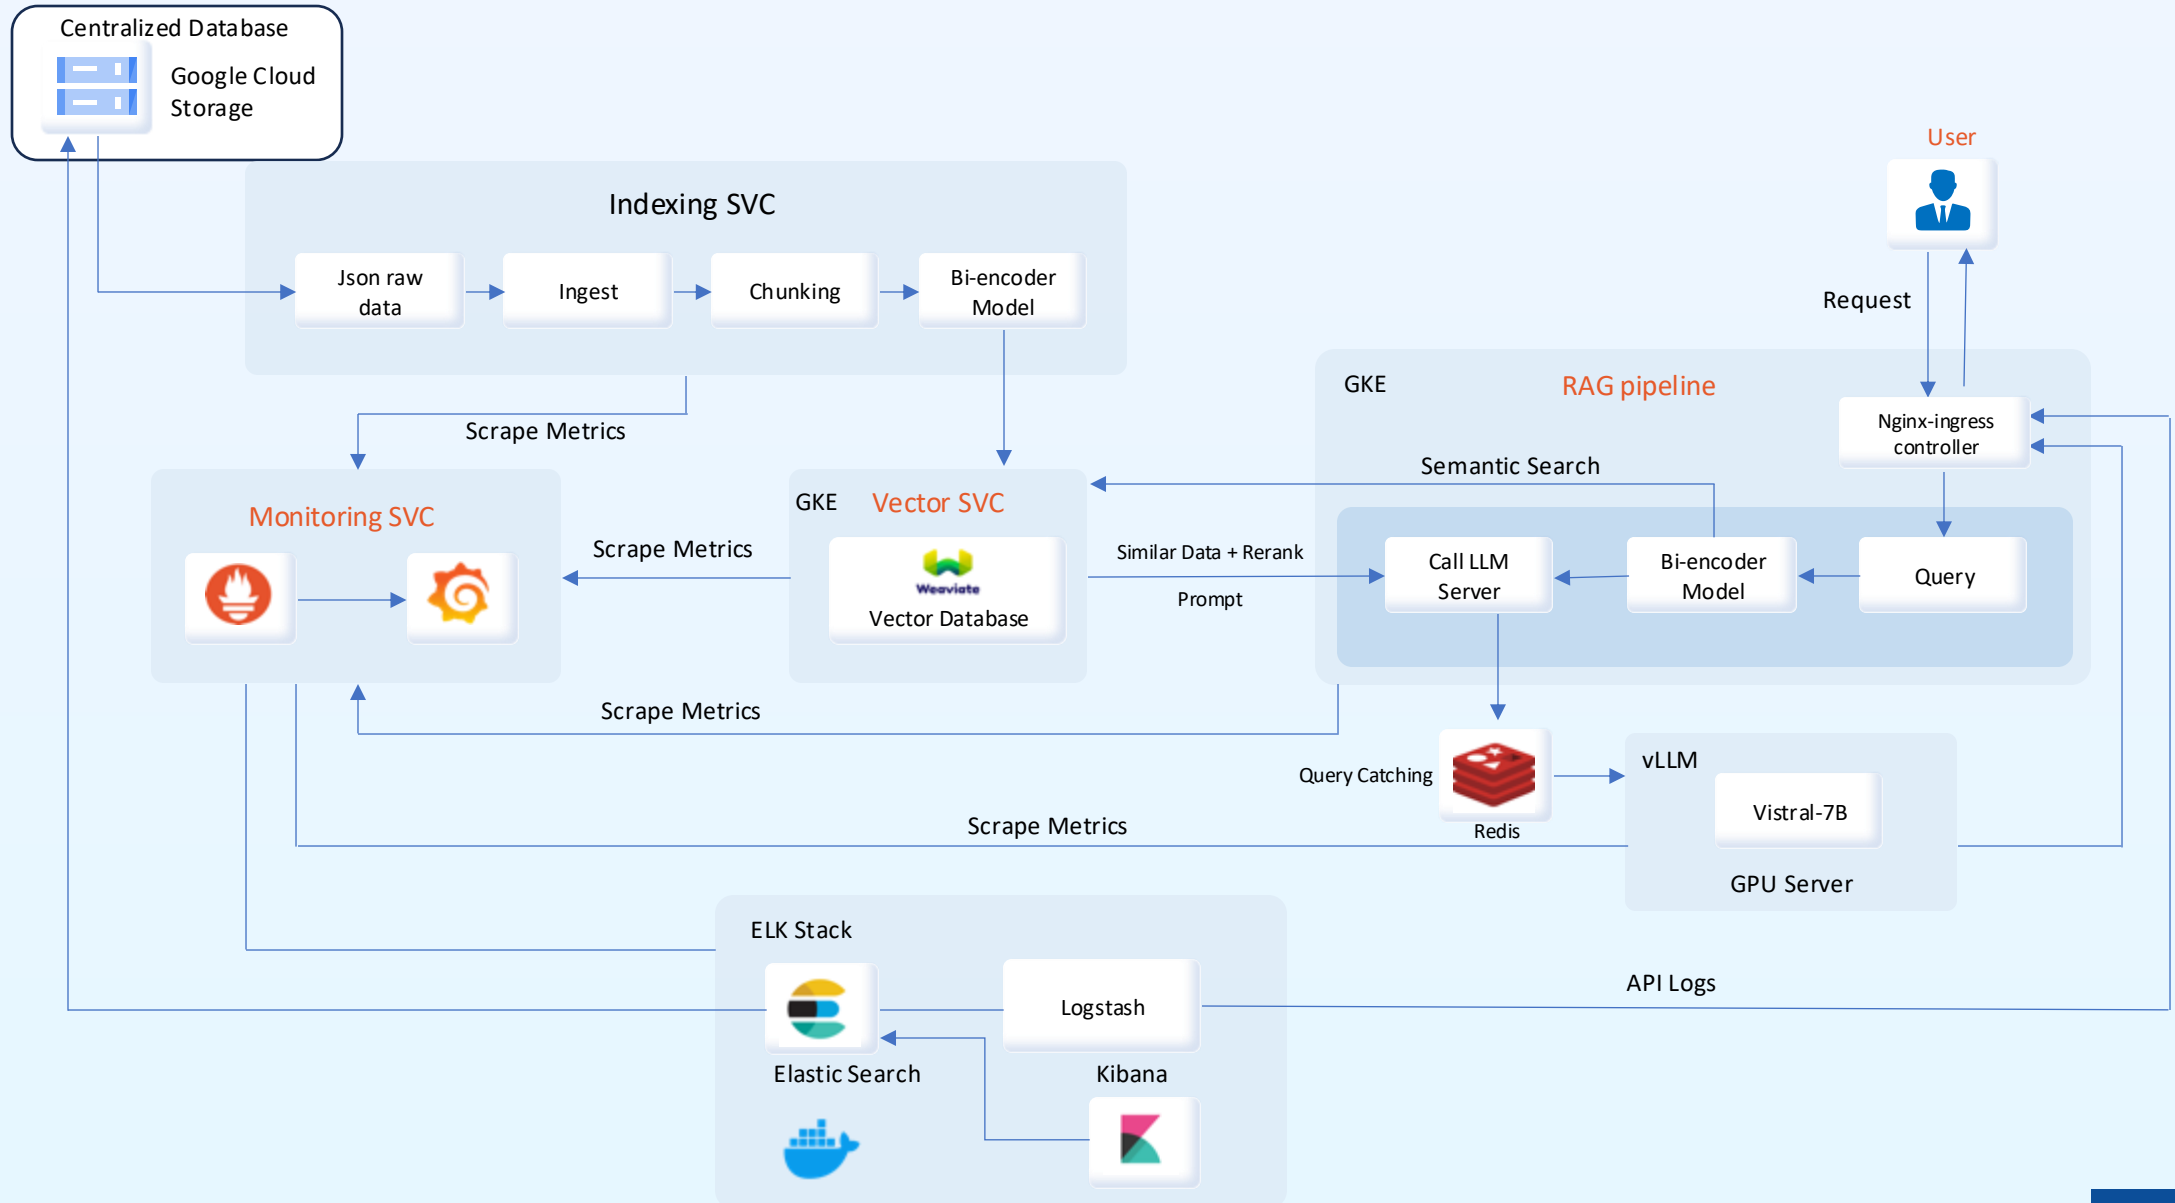 Centralized Database
Google Cloud
Storage
Indexing SVC
Json raw
data
Ingest
Chunking
Bi-encoder
Model
User
Request
GKE
RAG pipeline
Nginx-ingress
controller
Scrape Metrics
Semantic Search
Monitoring SVC
GKE
Vector SVC
Scrape Metrics
Weaviate
Vector Database
Similar Data + Rerank
Prompt
Call LLM
Server
Bi-encoder
Model
Query
Scrape Metrics
Query Catching
Redis
vLLM
Vistral-7B
GPU Server
Scrape Metrics
ELK Stack
Logstash
API Logs
Elastic Search
Kibana